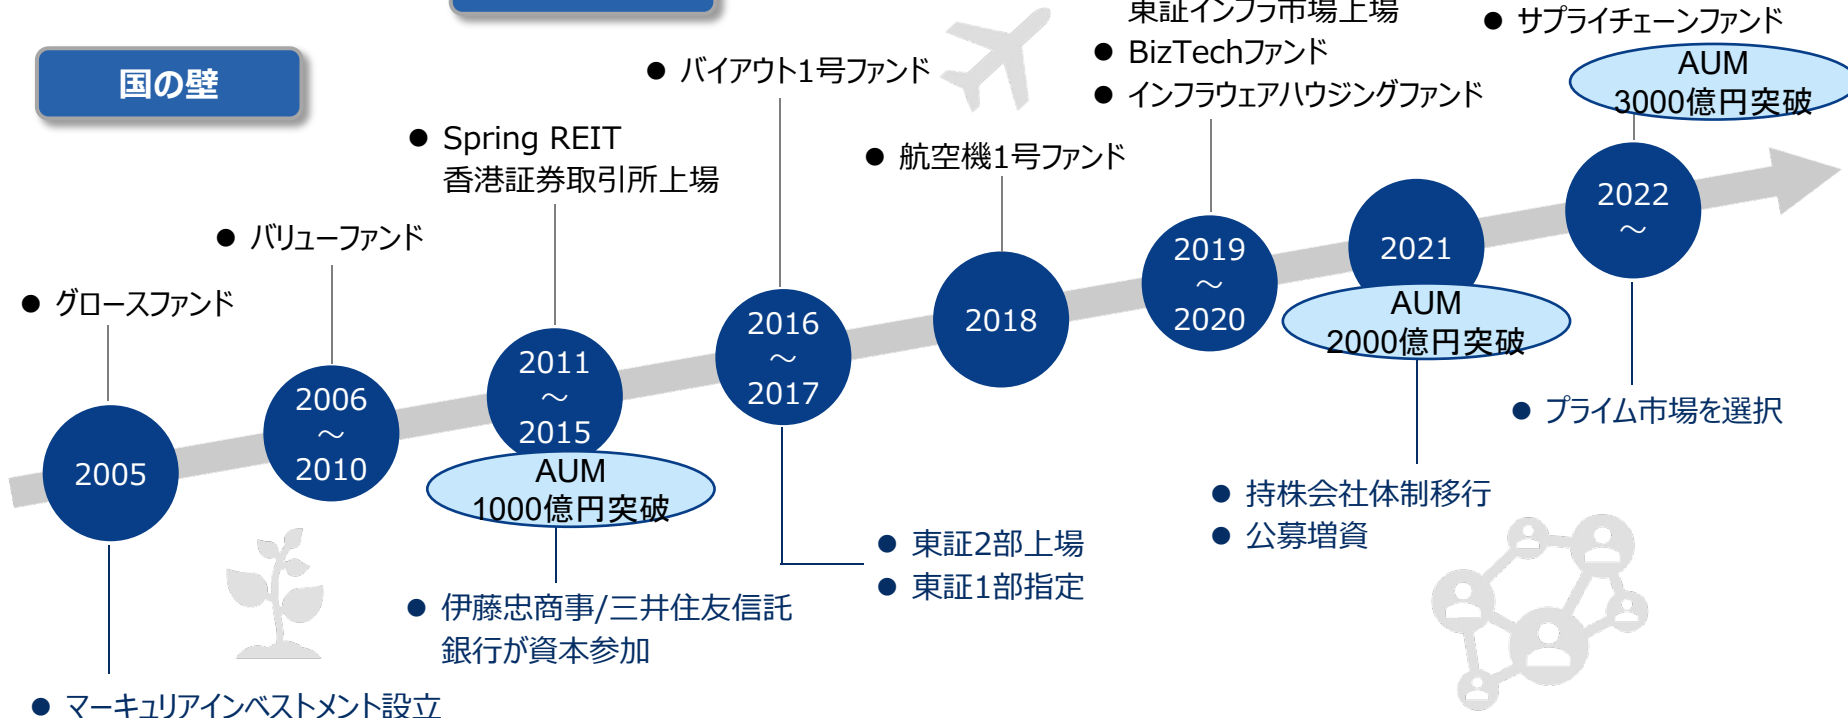 国の壁
東証インフラ市場上場
● BizTechファンド
● インフラウェアハウジングファンド
● サプライチェーンファンド
AUM
3000億円突破
● バイアウト1号ファンド
● Spring REIT
香港証券取引所上場
● 航空機1号ファンド
● バリューファンド
● グロースファンド
2005
2006
～
2010
2011
～
2015
AUM
1000億円突破
2016
～
2017
2018
2019
～
2020
2021
AUM
2000億円突破
2022
～
● プライム市場を選択
● 持株会社体制移行
● 公募増資
● 東証2部上場
● 東証1部指定
● 伊藤忠商事/三井住友信託
銀行が資本参加
● マーキュリアインベストメント設立